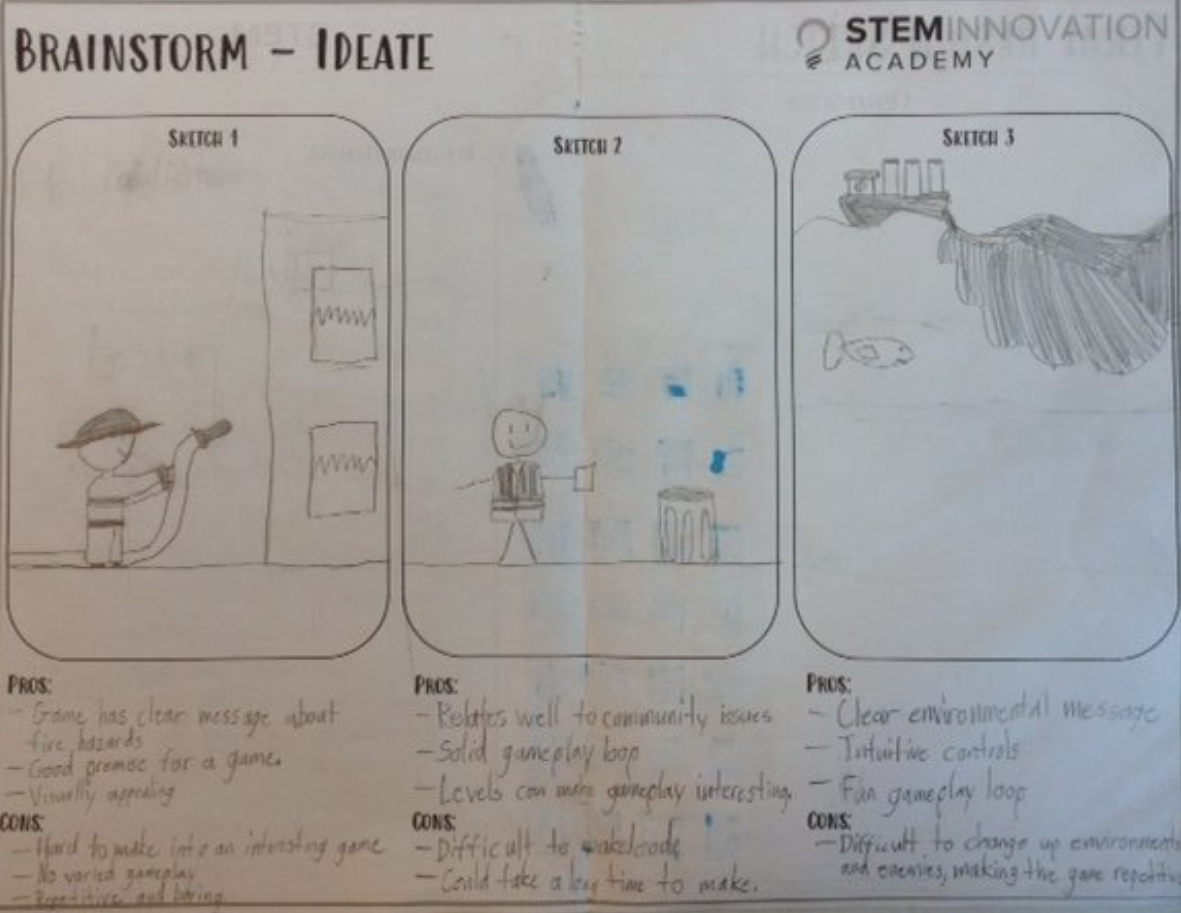 BRAINSTORM – IDEATE
STEM INNOVATION
ACADEMY
SKETCH 1
SKETCH 2
SKETCH 3
PROS:
- Game has clear message about
fire hazards
- Good premise for a game.
- Visually appealing
CONS:
- Hard to make into an intersting game
- No varied gameplay
- Repetitive and boring
PROS:
- Relates well to community issues
- Solid gameplay loop
- Levels can make gameplay interesting,
CONS:
- Difficult to make/code
- Could take a long time to make.
PROS:
- Clear environmental message
- Intuitive controls
- Fun gameplay loop
CONS:
- Difficult to change up environments
and enemies, making the game repetitive